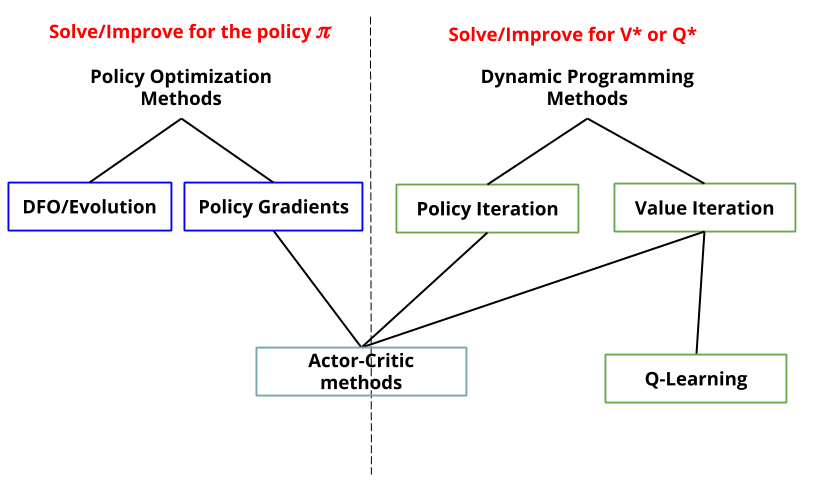 Solve/Improve for the policy π
Solve/Improve for V* or Q*
Policy Optimization
Methods
Dynamic Programming
Methods
DFO/Evolution
Policy Gradients
Policy Iteration
Value Iteration
Actor-Critic
methods
Q-Learning